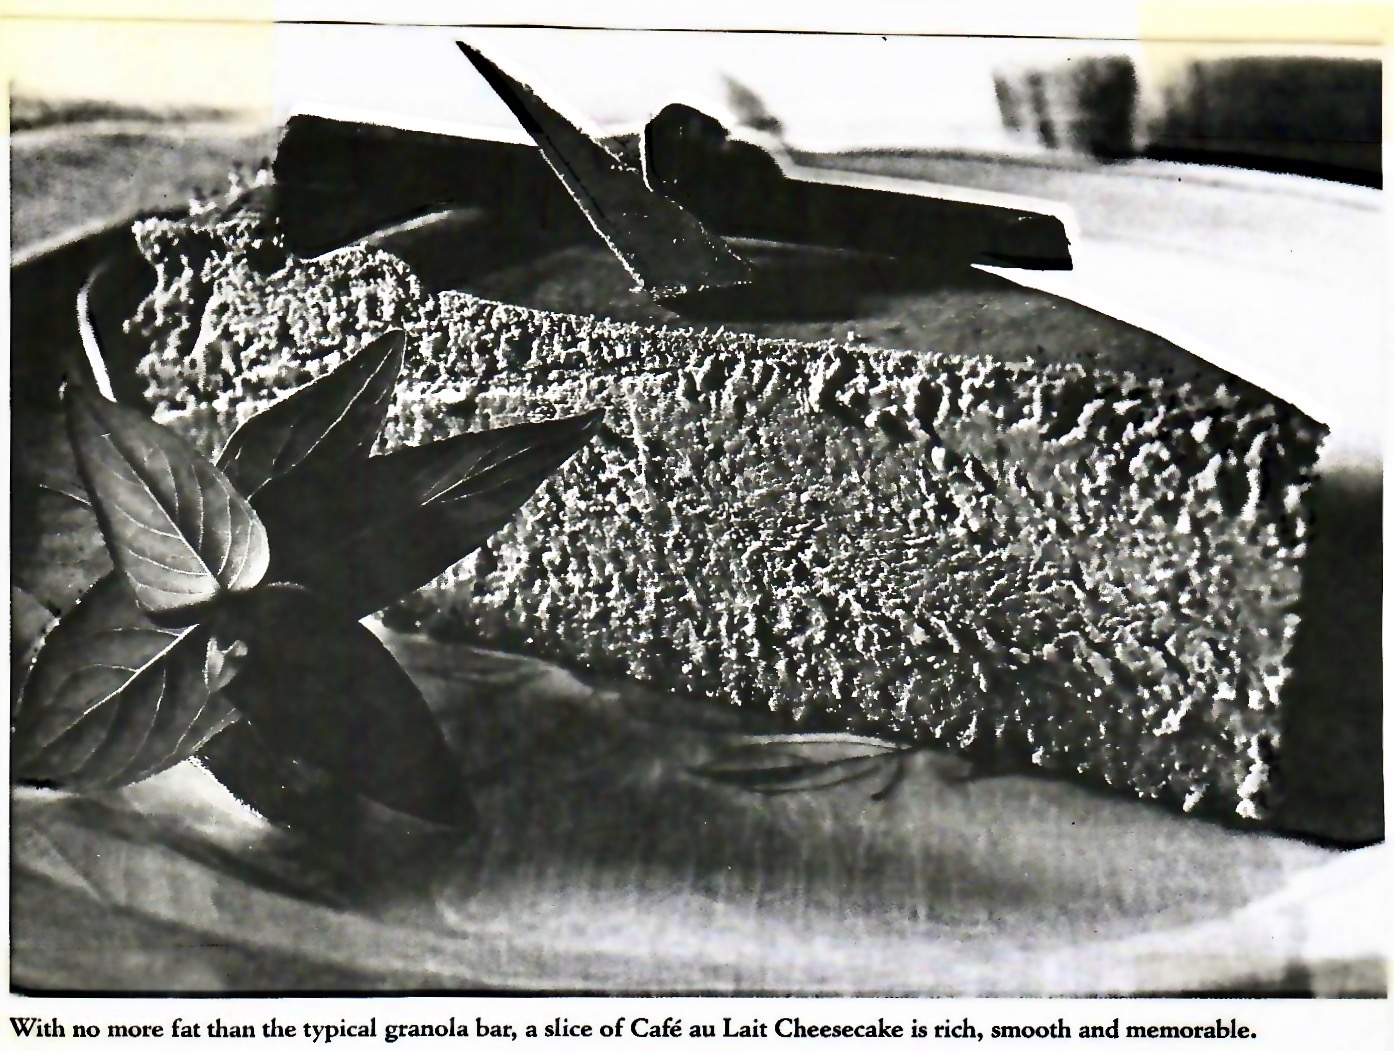 With no more fat than the typical granola bar, a slice of Café au Lait Cheesecake is rich, smooth and memorable.